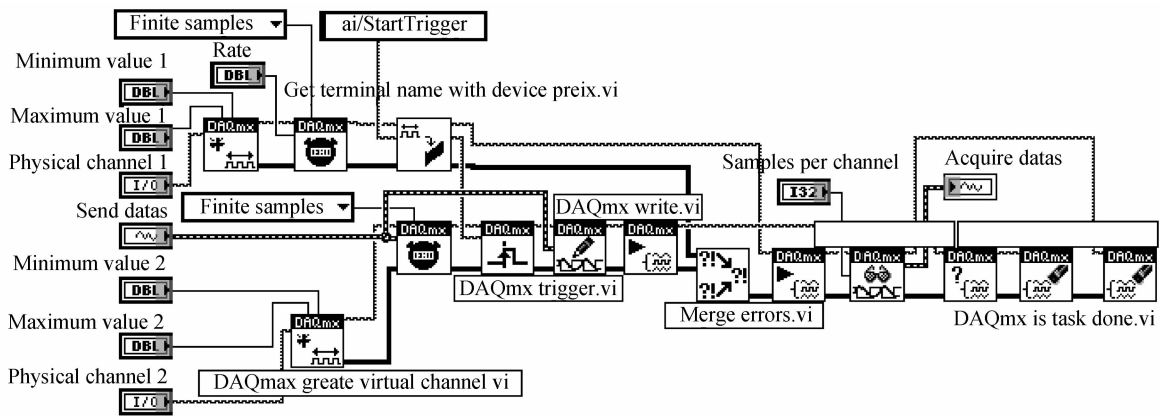 Finite samples
ai/StartTrigger
Rate
Minimum value 1
DBL
DBL
Get terminal name with device preix.vi
Maximum value 1
DBL
DAQmx
DAQmx
Physical channel 1
I/O
Samples per channel
Acquire datas
I32
Send datas
Finite samples
DAQmx write.vi
DAQmx
DAQmx
DAQmx
DAQmx
Minimum value 2
DBL
?!
?!
?!
DAQmx
DAQmx
DAQmx
DAQmx
DAQmx
?
DAQmx trigger.vi
Maximum value 2
DBL
DAQmx
Merge errors.vi
DAQmx is task done.vi
Physical channel 2
I/O
DAQmax greate virtual channel vi